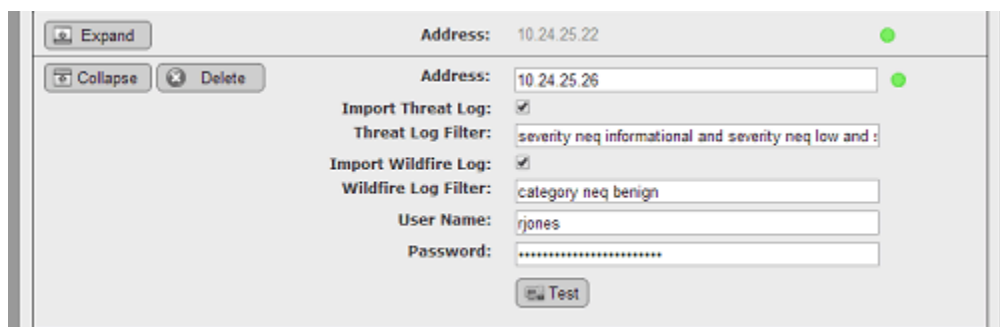 Expand Address: 10.24.25.22
Collapse Delete Address: 10.24.25.26
Import Threat Log:
Threat Log Filter: severity neq informational and severity neq low and
Import Wildfire Log:
Wildfire Log Filter: category neq benign
User Name: rjones
Password:
Test